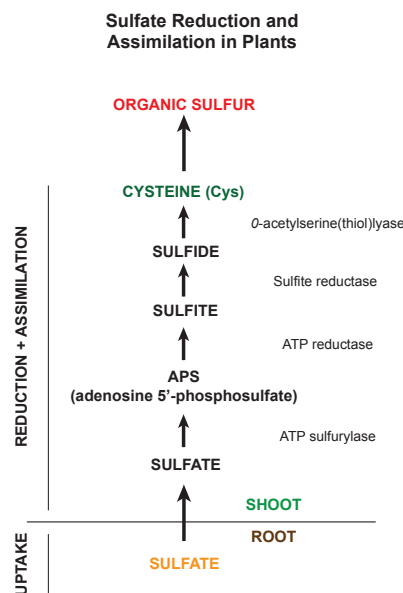 Sulfate Reduction and
Assimilation in Plants
ORGANIC SULFUR
CYSTEINE (Cys)
O-acetylserine(thiol)lyase
SULFIDE
Sulfite reductase
SULFITE
ATP reductase
APS
(adenosine 5'-phosphosulfate)
ATP sulfurylase
SULFATE
SHOOT
ROOT
SULFATE
REDUCTION + ASSIMILATION
UPTAKE